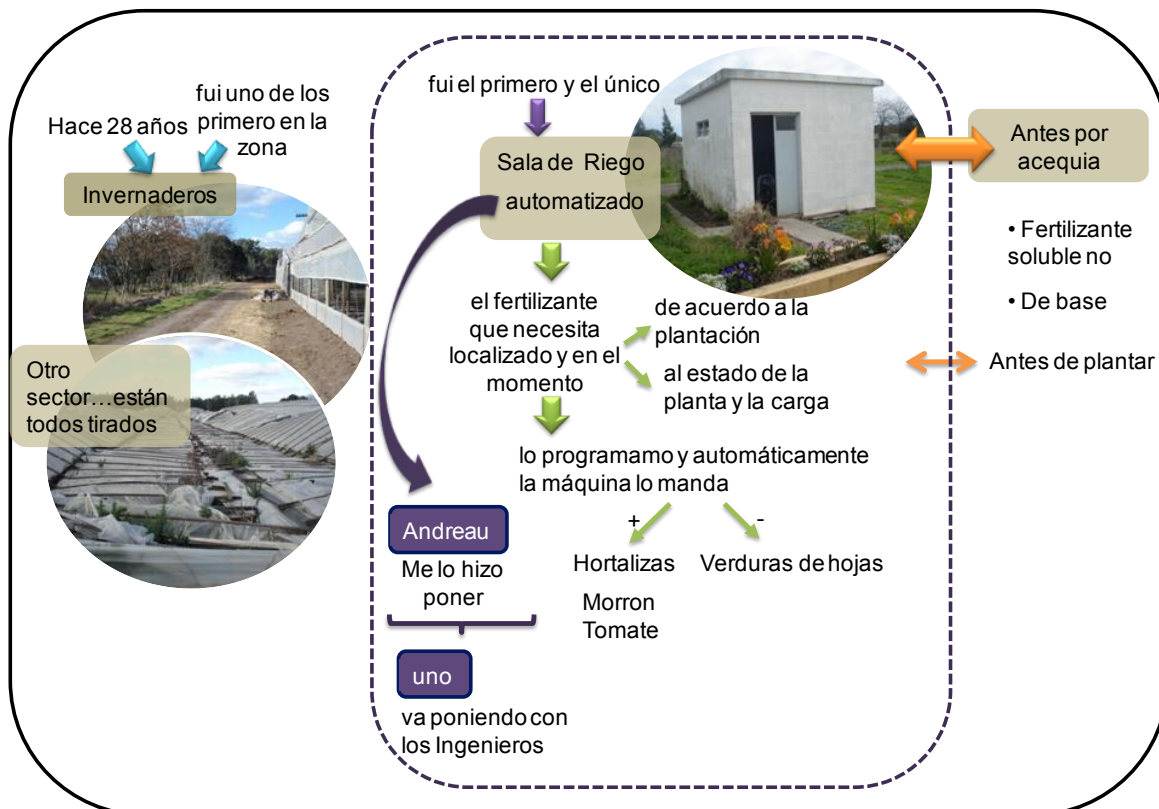 Hace 28 años
fui uno de los
primero en la
zona
Invernaderos
Otro
sector…están
todos tirados
fui el primero y el único
Sala de Riego
automatizado
el fertilizante
que necesita
localizado y en el
momento
de acuerdo a la
plantación
al estado de la
planta y la carga
lo programamo y automáticamente
la máquina lo manda
+
-
Hortalizas
Verduras de hojas
Morron
Tomate
Andreau
Me lo hizo
poner
uno
va poniendo con
los Ingenieros
Antes por
acequia
• Fertilizante
soluble no
• De base
Antes de plantar